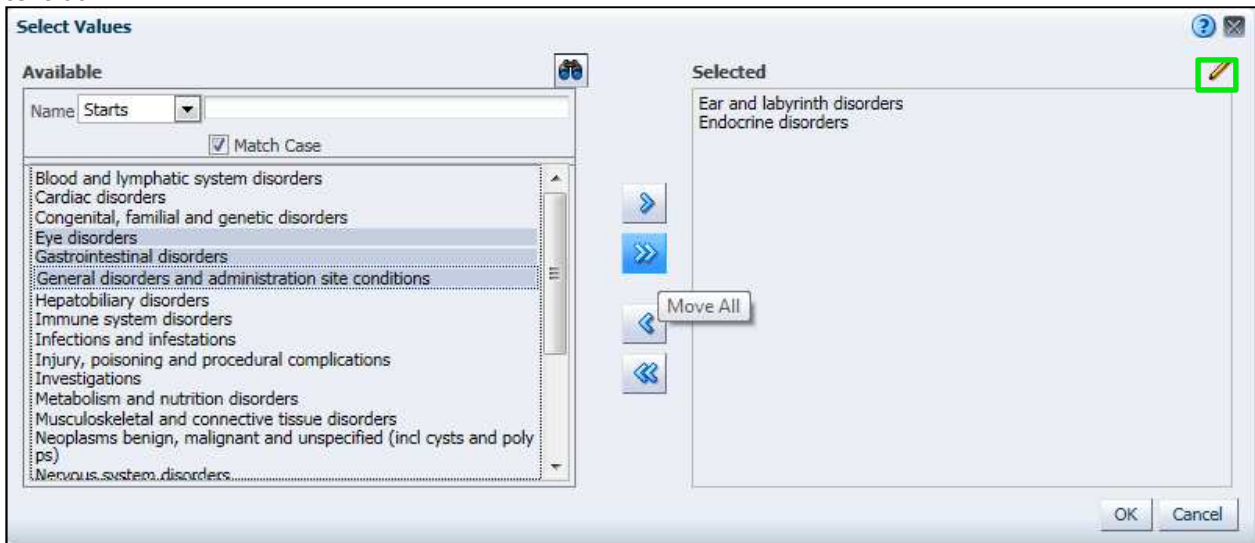 Select Values
Available
Selected
Name Starts
Match Case
Blood and lymphatic system disorders
Cardiac disorders
Congenital, familial and genetic disorders
Eye disorders
Gastrointestinal disorders
General disorders and administration site conditions
Hepatobiliary disorders
Immune system disorders
Infections and infestations
Injury, poisoning and procedural complications
Investigations
Metabolism and nutrition disorders
Musculoskeletal and connective tissue disorders
Neoplasms benign, malignant and unspecified (incl cysts and poly
ps)
Nervous system disorders
Move All
Ear and labyrinth disorders
Endocrine disorders
OK
Cancel